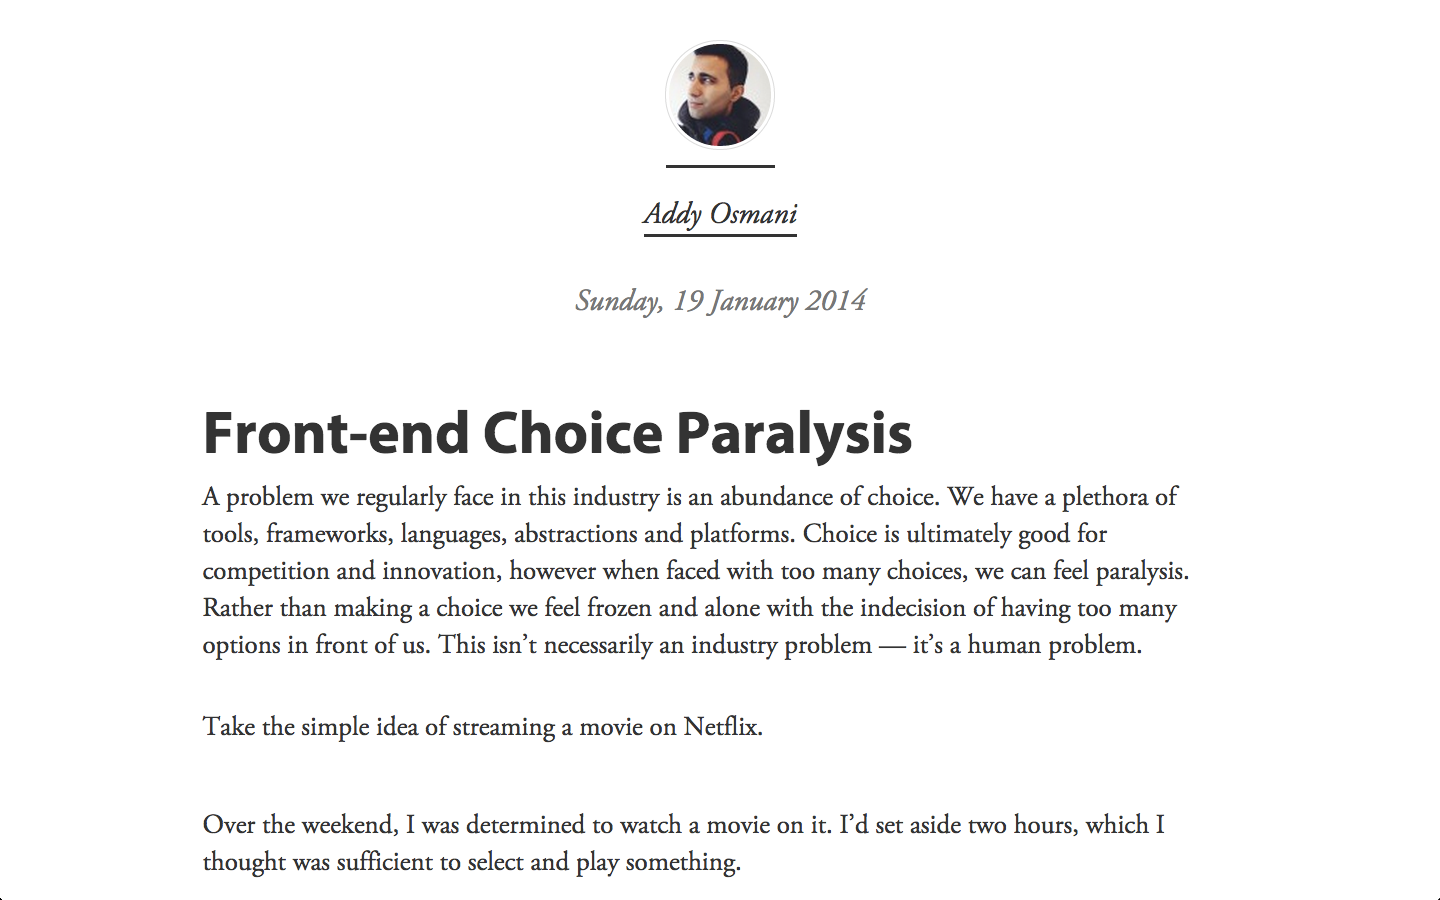 Addy Osmani
Sunday, 19 January 2014
Front-end Choice Paralysis
A problem we regularly face in this industry is an abundance of choice. We have a plethora of
tools, frameworks, languages, abstractions and platforms. Choice is ultimately good for
competition and innovation, however when faced with too many choices, we can feel paralysis.
Rather than making a choice we feel frozen and alone with the indecision of having too many
options in front of us. This isn’t necessarily an industry problem — it’s a human problem.
Take the simple idea of streaming a movie on Netflix.
Over the weekend, I was determined to watch a movie on it. I’d set aside two hours, which I
thought was sufficient to select and play something.